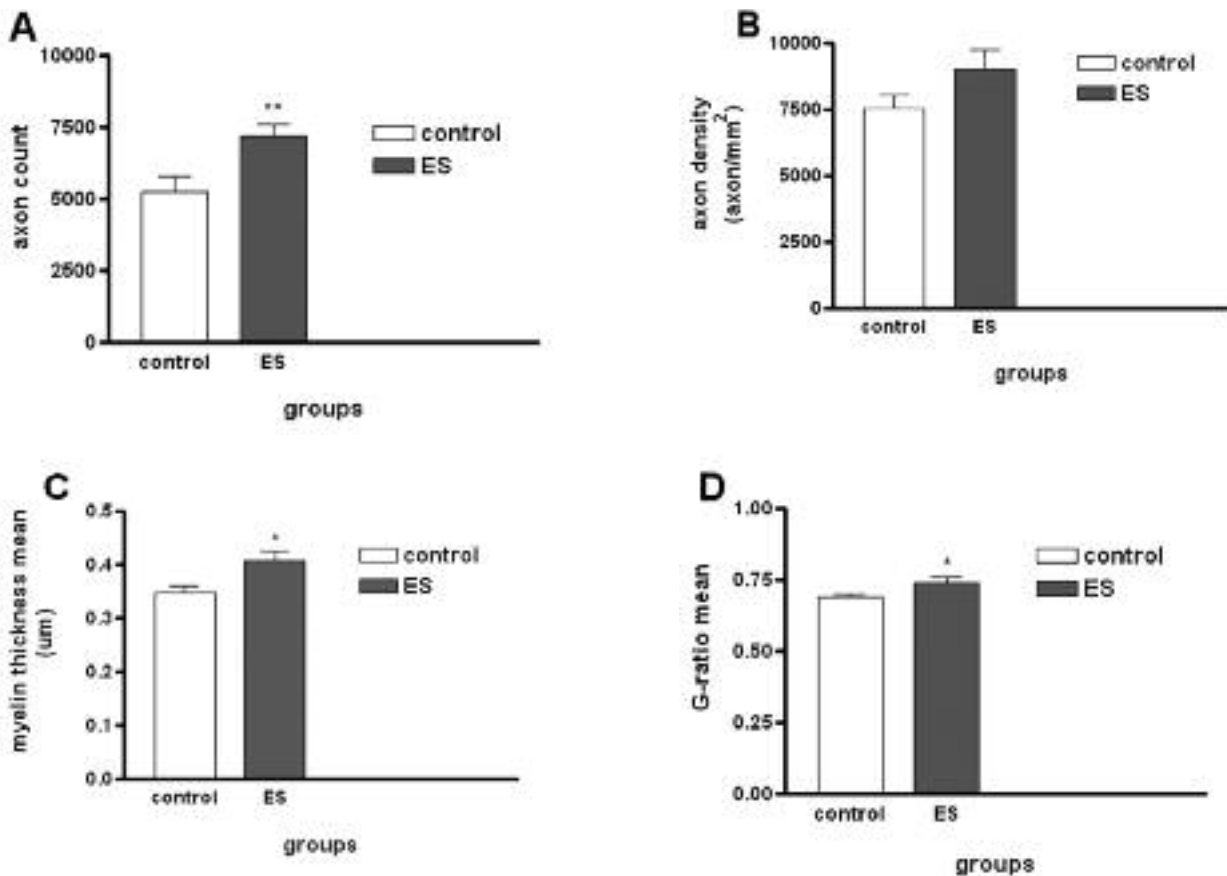 A
10000
7500
5000
2500
0
axon count
**
control
ES
control
ES
groups
B
10000
7500
5000
2500
0
axon density
(axon/mm²)
control
ES
control
ES
groups
C
0.5
0.4
0.3
0.2
0.1
0.0
myelin thickness mean
(um)
*
control
ES
control
ES
groups
D
1.00
0.75
0.50
0.25
0.00
G-ratio mean
*
control
ES
control
ES
groups